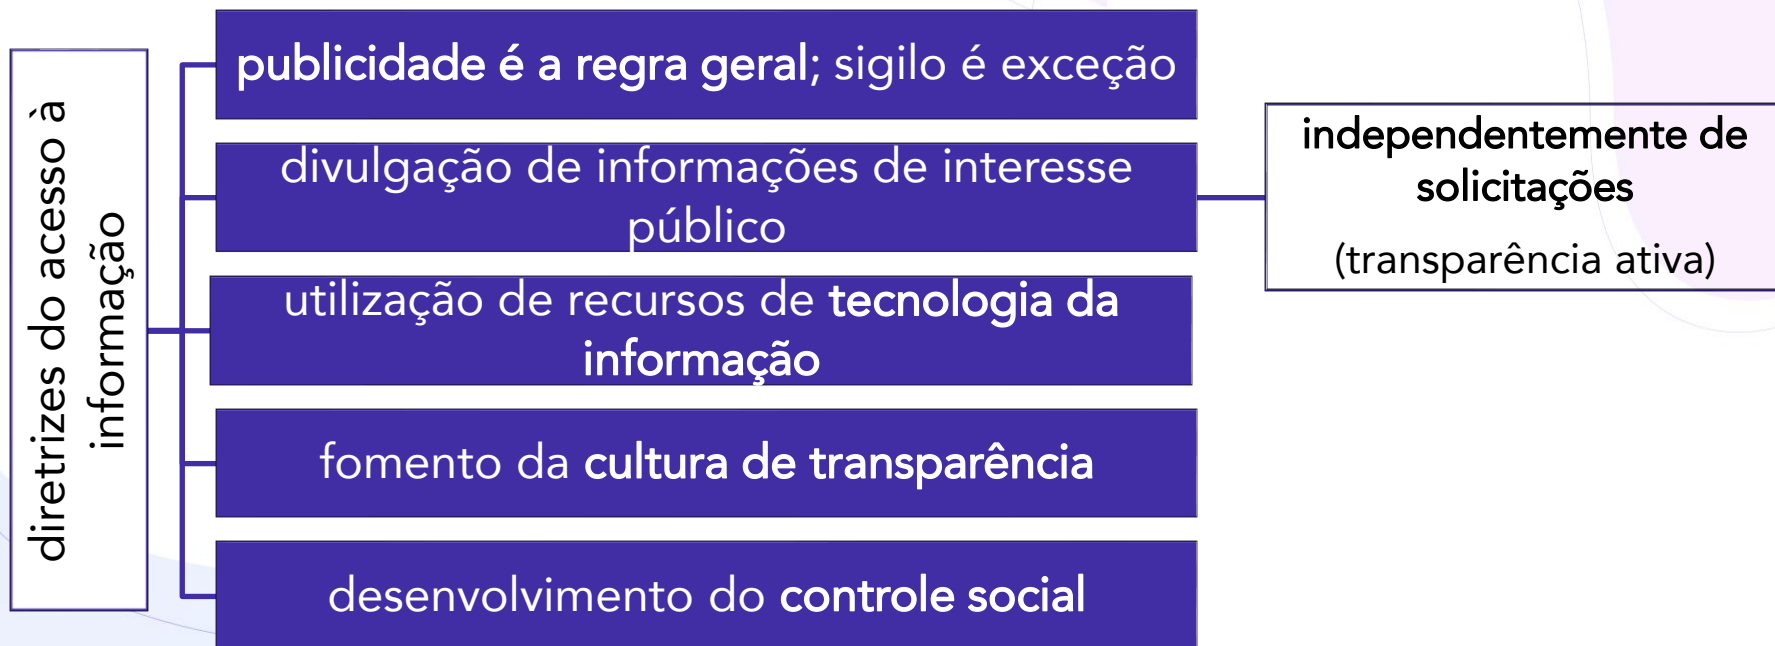 diretrizes do acesso à
informação
publicidade é a regra geral; sigilo é exceção
divulgação de informações de interesse
público
independentemente de
solicitações
(transparência ativa)
utilização de recursos de tecnologia da
informação
fomento da cultura de transparência
desenvolvimento do controle social